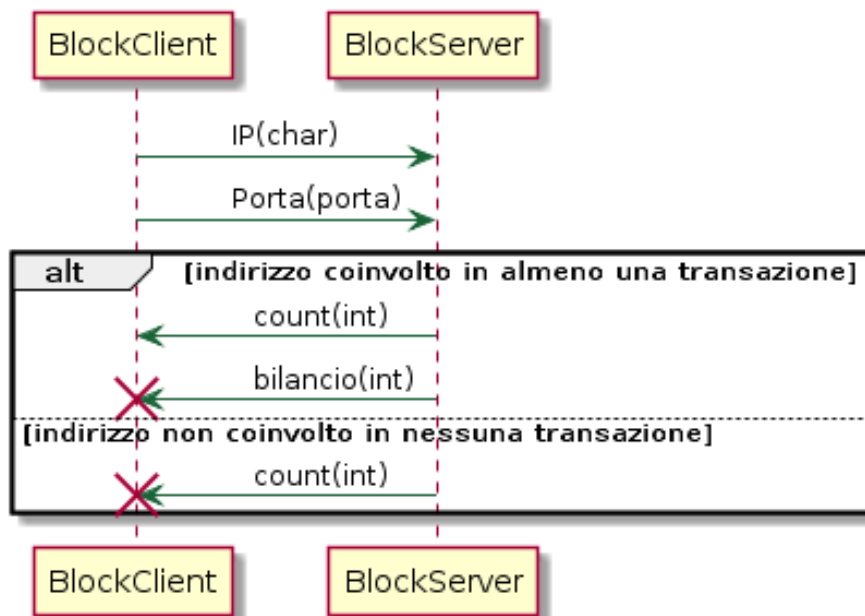 BlockClient BlockServer
IP(char)
Porta(porta)
alt [indirizzo coinvolto in almeno una transazione]
count(int)
bilancio(int)
[indirizzo non coinvolto in nessuna transazione]
count(int)
BlockClient BlockServer